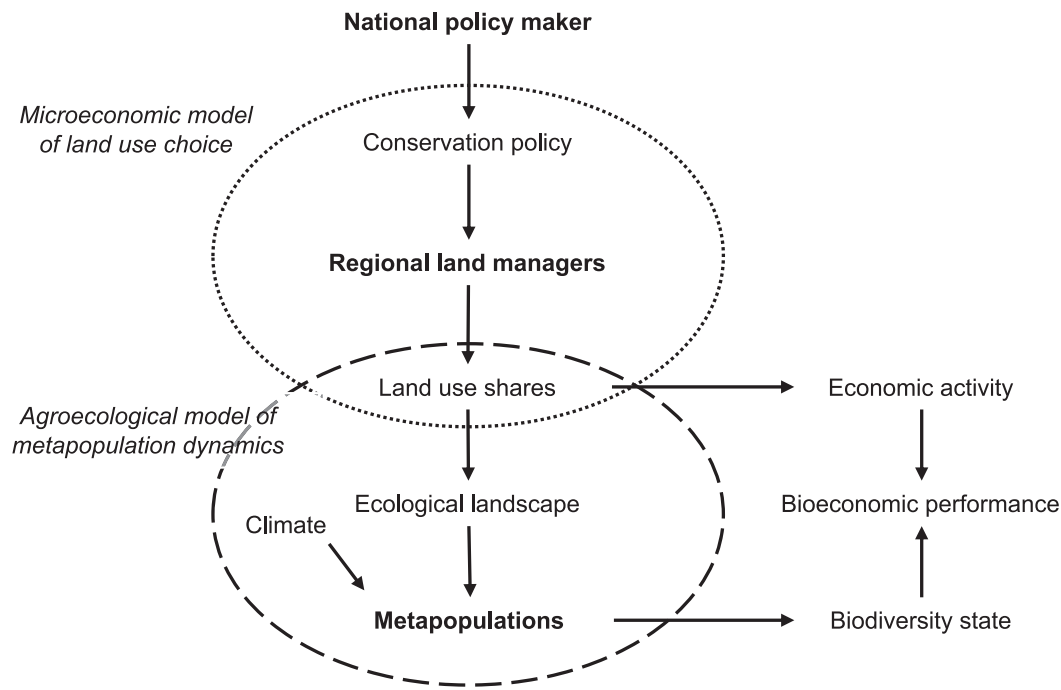 National policy maker
Microeconomic model
of land use choice
Conservation policy
Regional land managers
Land use shares
Economic activity
Agroecological model of
metapopulation dynamics
Ecological landscape
Bioeconomic performance
Climate
Metapopulations
Biodiversity state